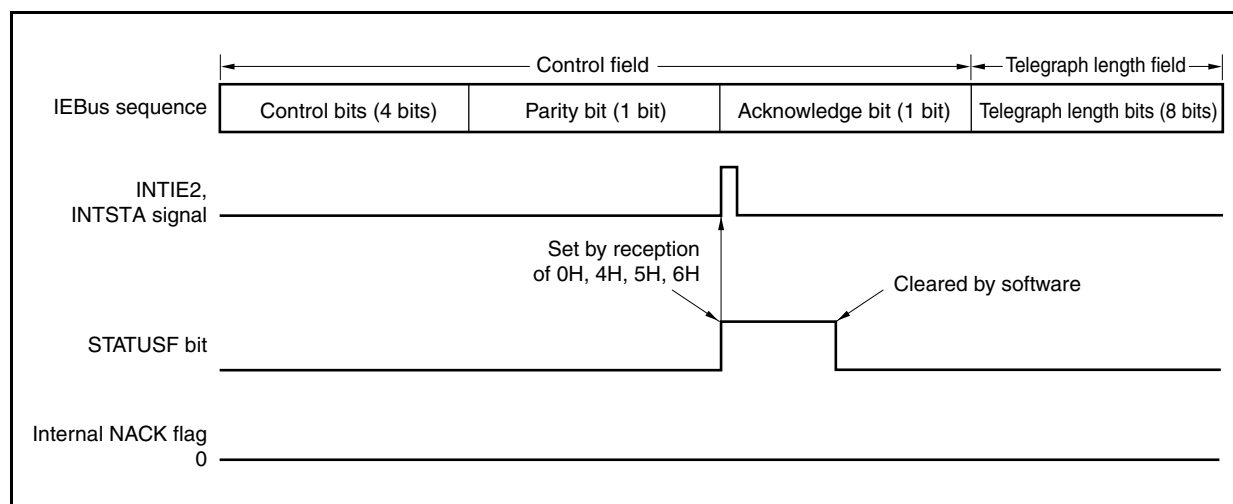 Control field
Telegraph length field
IEBus sequence
Control bits (4 bits)
Parity bit (1 bit)
Acknowledge bit (1 bit)
Telegraph length bits (8 bits)
INTIE2,
INTSTA signal
Set by reception
of 0H, 4H, 5H, 6H
Cleared by software
STATUSF bit
Internal NACK flag
0